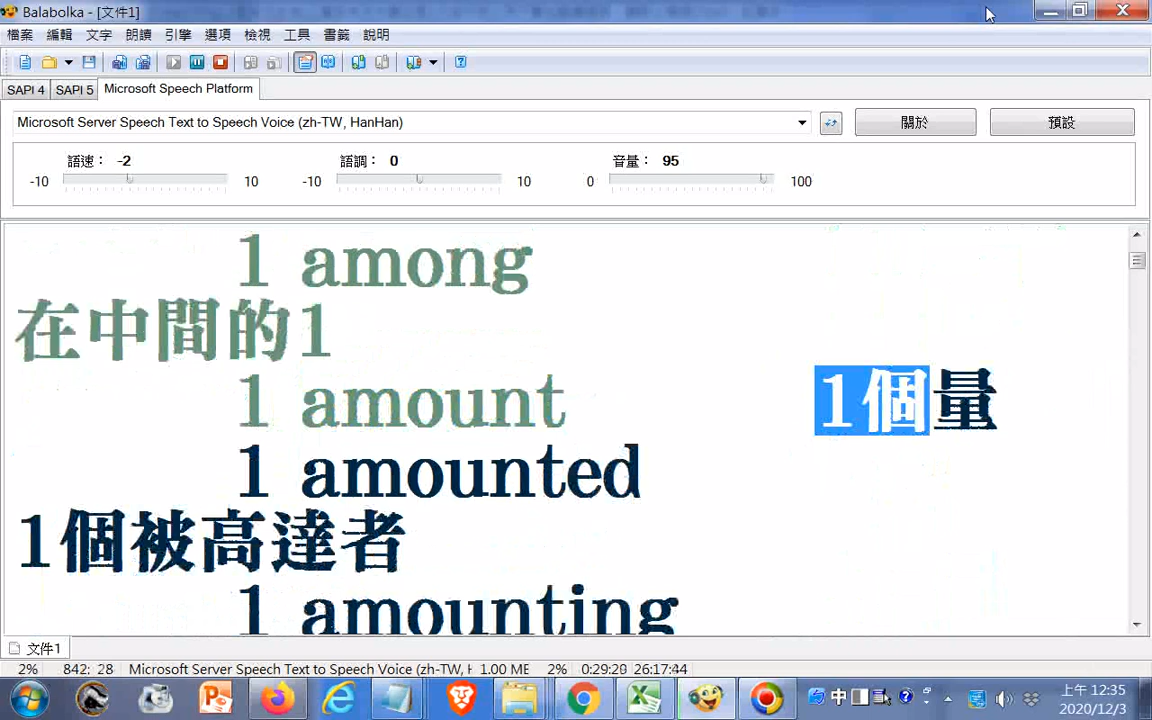 Balabolka - [文件1]
檔案 編輯 文字 朗讀 引擎 選項 檢視 工具 書籤 說明
SAPI 4 SAPI 5 Microsoft Speech Platform
Microsoft Server Speech Text to Speech Voice (zh-TW, HanHan) 關於 預設
語速： -2 語調： 0 音量： 95
-10 10 -10 10 0 100
1 among
在中間的1
1 amount 1個量
1 amounted
1個被高達者
1 amounting
文件1
2% 842: 28 Microsoft Server Speech Text to Speech Voice (zh-TW, H 1.00 ME 2% 0:29:20 26:17:44
中 上午 12:35
2020/12/3